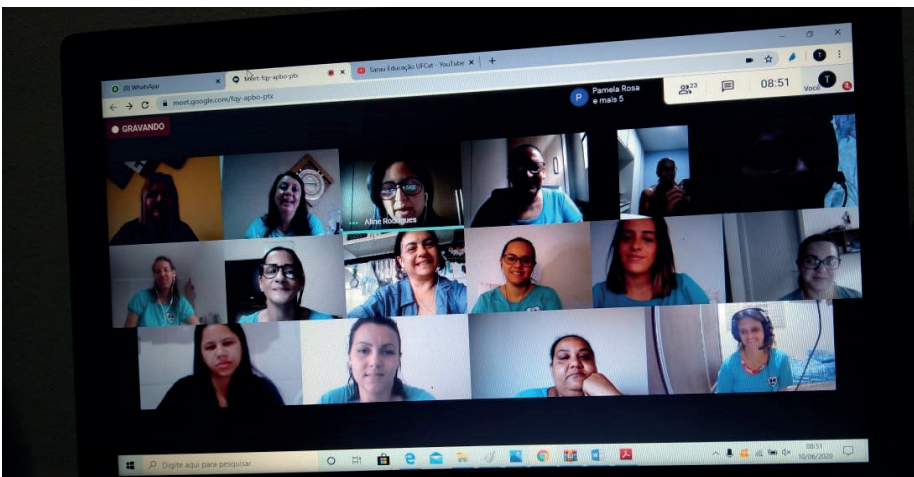 (0) WhatsApp
Meet: fqy-apbo-ptx
Sarau Educação UFCat - YouTube
meet.google.com/fqy-apbo-ptx
GRAVANDO
P
Pamela Rosa
e mais 5
23
08:51
T
Você
T
Aline Rodrigues
Digite aqui para pesquisar
08:51
10/06/2020